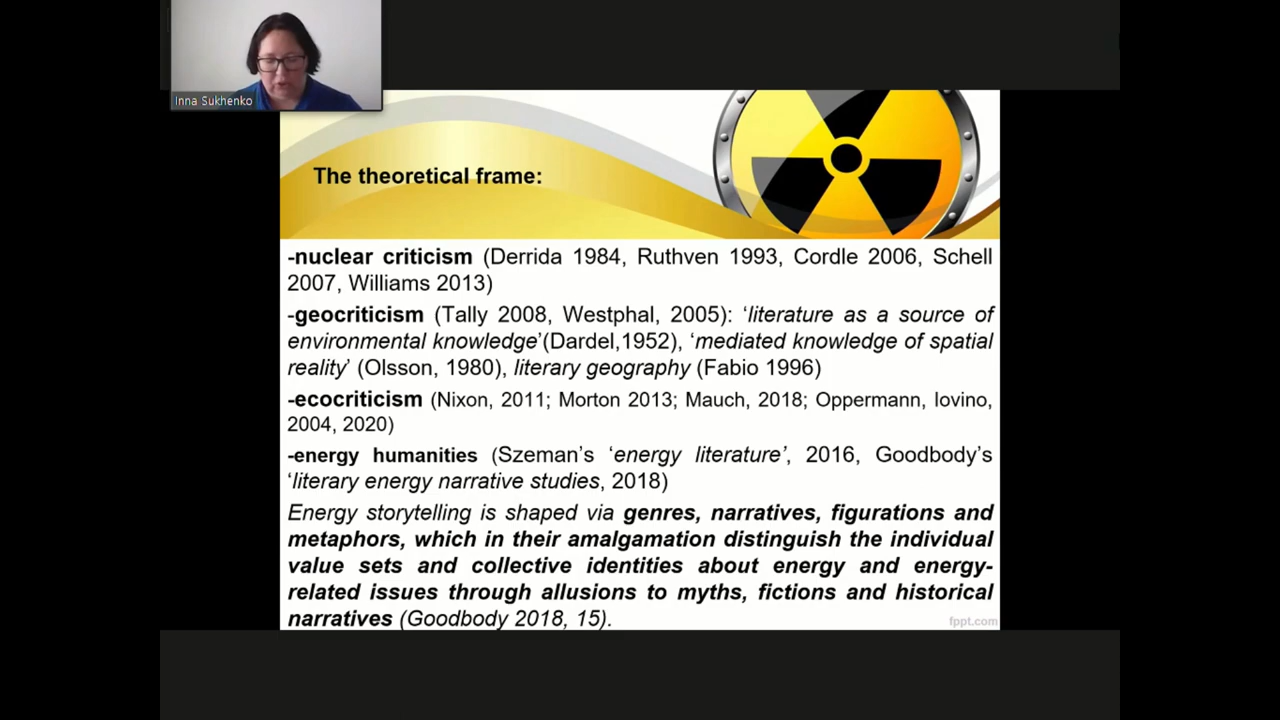 Inna Sukhenko
The theoretical frame:
-nuclear criticism (Derrida 1984, Ruthven 1993, Cordle 2006, Schell
2007, Williams 2013)
-geocriticism (Tally 2008, Westphal, 2005): ‘literature as a source of
environmental knowledge’(Dardel,1952), ‘mediated knowledge of spatial
reality’ (Olsson, 1980), literary geography (Fabio 1996)
-ecocriticism (Nixon, 2011; Morton 2013; Mauch, 2018; Oppermann, Iovino,
2004, 2020)
-energy humanities (Szeman’s ‘energy literature’, 2016, Goodbody’s
‘literary energy narrative studies, 2018)
Energy storytelling is shaped via genres, narratives, figurations and
metaphors, which in their amalgamation distinguish the individual
value sets and collective identities about energy and energy-
related issues through allusions to myths, fictions and historical
narratives (Goodbody 2018, 15).
fppt.com